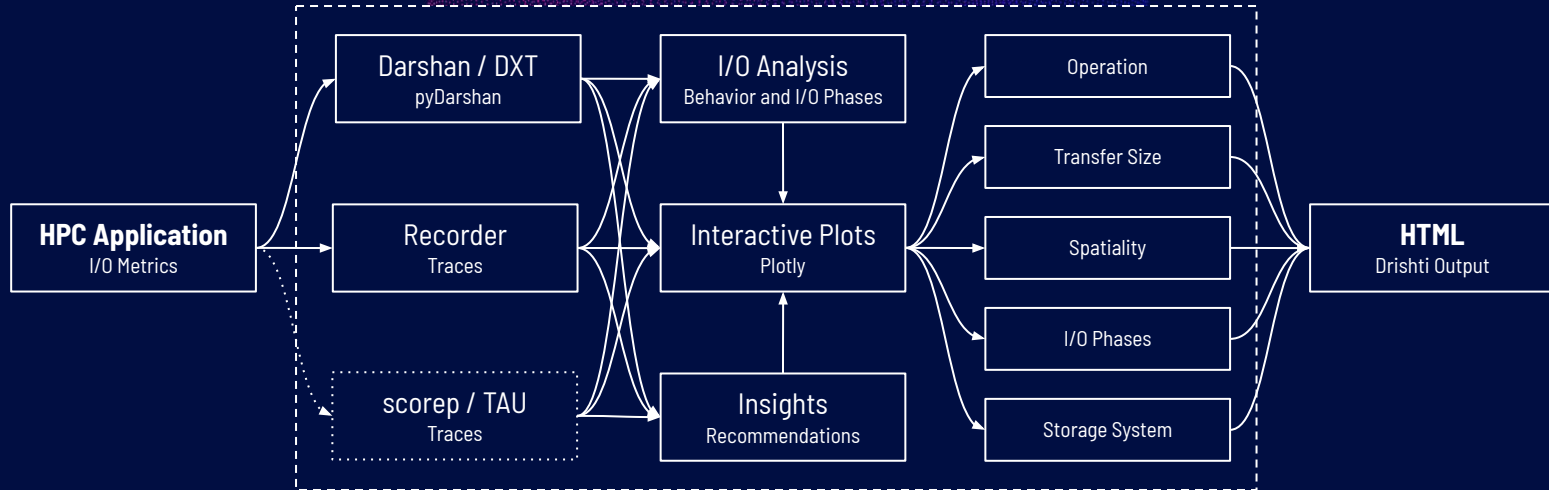 HPC Application
I/O Metrics
Darshan / DXT
pyDarshan
Recorder
Traces
scorep / TAU
Traces
I/O Analysis
Behavior and I/O Phases
Interactive Plots
Plotly
Insights
Recommendations
Operation
Transfer Size
Spatiality
I/O Phases
Storage System
HTML
Drishti Output